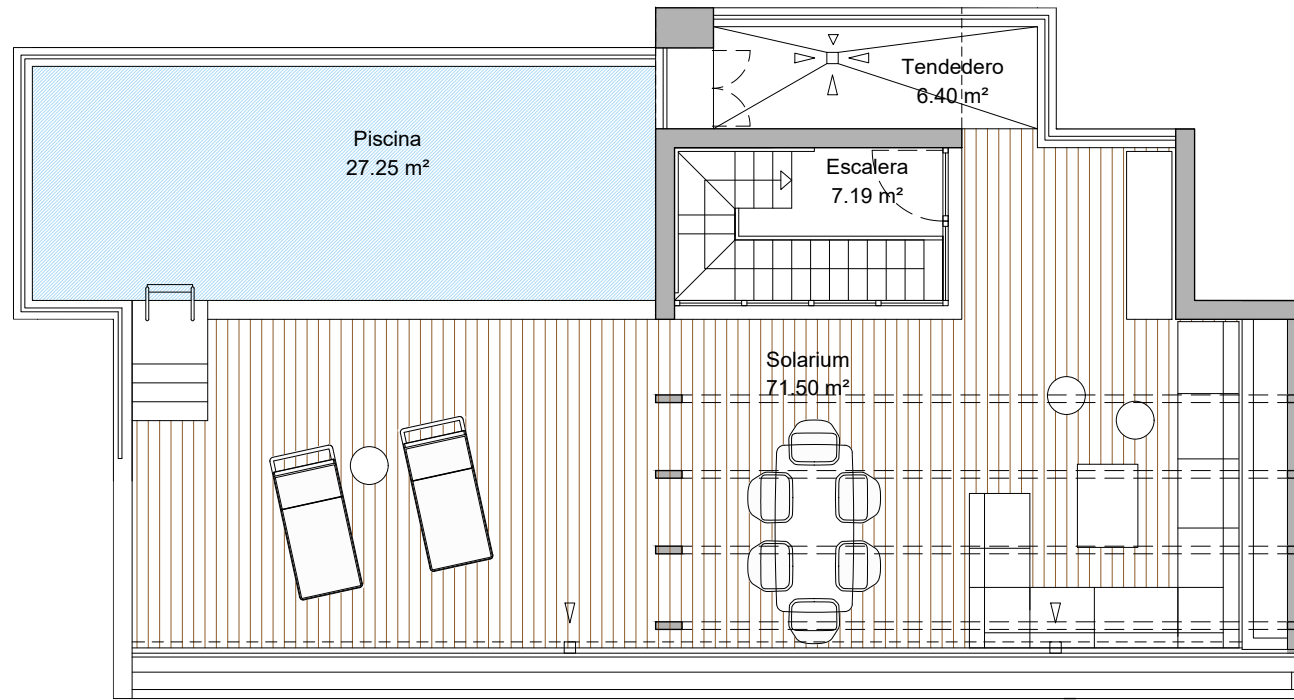 Tendedero
6.40 m²
Piscina
27.25 m²
Escalera
7.19 m²
Solarium
71.50 m²